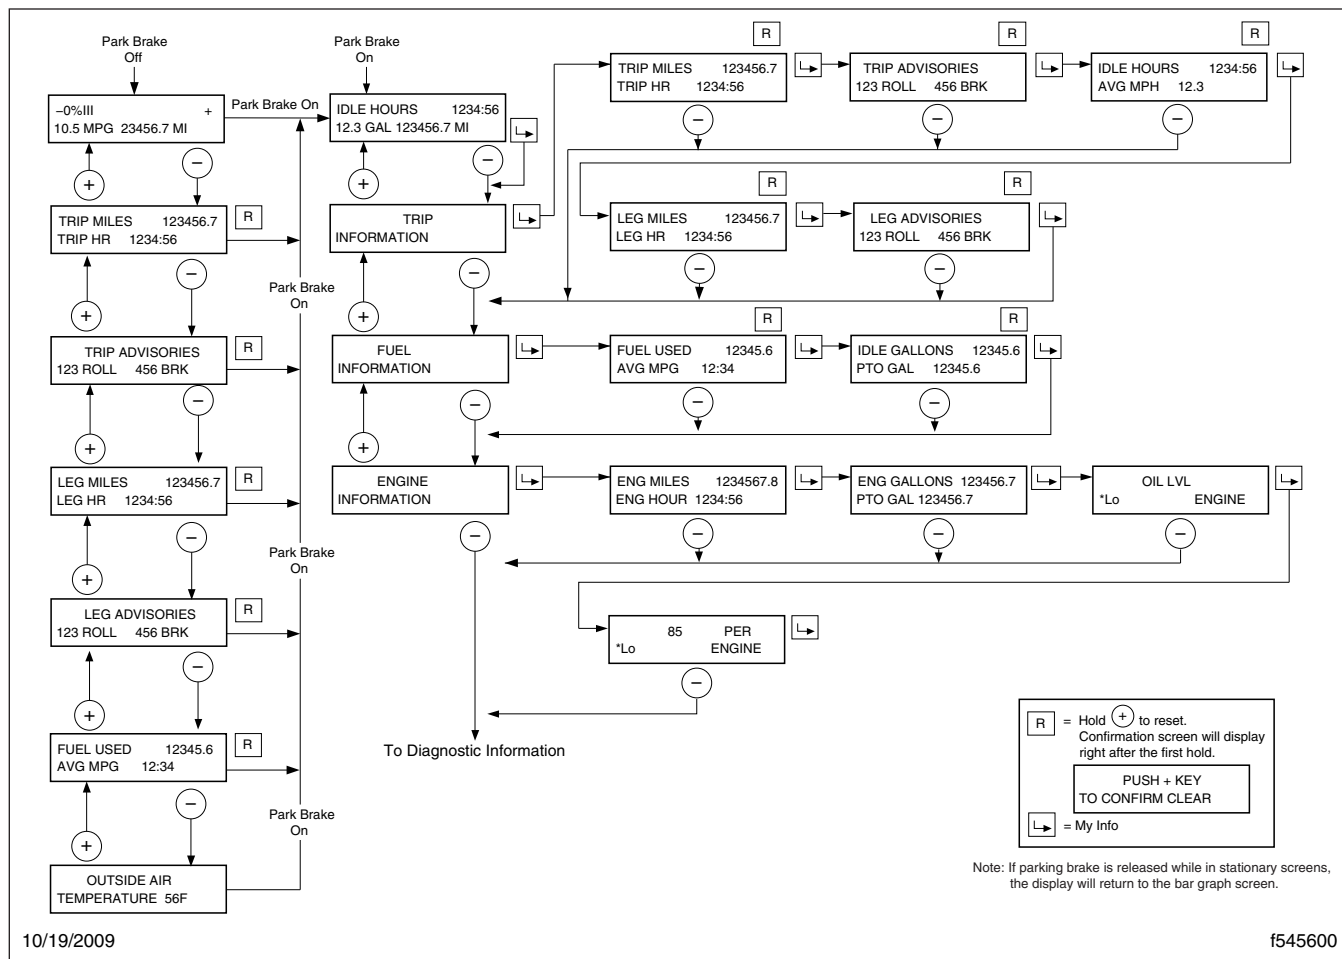 Park Brake
Off
–0%III +
10.5 MPG 23456.7 MI
Park Brake On
−
+
TRIP MILES 123456.7
TRIP HR 1234:56
R
−
+
Park Brake
On
TRIP ADVISORIES
123 ROLL 456 BRK
R
−
+
LEG MILES 123456.7
LEG HR 1234:56
R
−
+
Park Brake
On
LEG ADVISORIES
123 ROLL 456 BRK
R
−
+
FUEL USED 12345.6
AVG MPG 12:34
R
−
+
Park Brake
On
OUTSIDE AIR
TEMPERATURE 56F
Park Brake
On
IDLE HOURS 1234:56
12.3 GAL 123456.7 MI
−
+
TRIP
INFORMATION
−
+
FUEL
INFORMATION
−
+
ENGINE
INFORMATION
−
To Diagnostic Information
R
TRIP MILES 123456.7
TRIP HR 1234:56
−
R
TRIP ADVISORIES
123 ROLL 456 BRK
−
R
IDLE HOURS 1234:56
AVG MPH 12.3
−
R
LEG MILES 123456.7
LEG HR 1234:56
−
R
LEG ADVISORIES
123 ROLL 456 BRK
−
R
FUEL USED 12345.6
AVG MPG 12:34
−
R
IDLE GALLONS 12345.6
PTO GAL 12345.6
−
ENG MILES 1234567.8
ENG HOUR 1234:56
−
ENG GALLONS 123456.7
PTO GAL 123456.7
−
OIL LVL
*Lo ENGINE
−
85 PER
*Lo ENGINE
−
R = Hold + to reset.
Confirmation screen will display
right after the first hold.
PUSH + KEY
TO CONFIRM CLEAR
= My Info
Note: If parking brake is released while in stationary screens,
the display will return to the bar graph screen.
10/19/2009
f545600